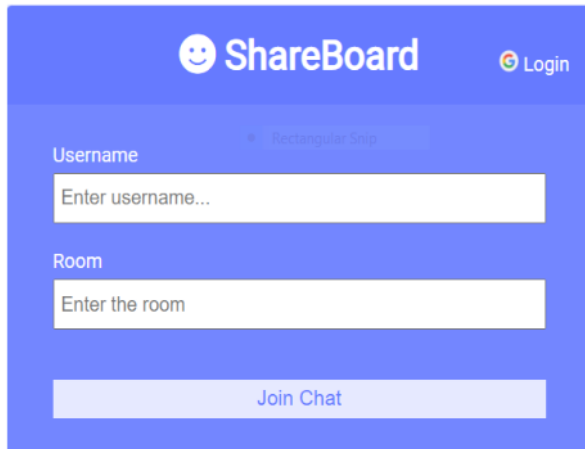 ShareBoard
Login
Rectangular Snip
Username
Enter username...
Room
Enter the room
Join Chat